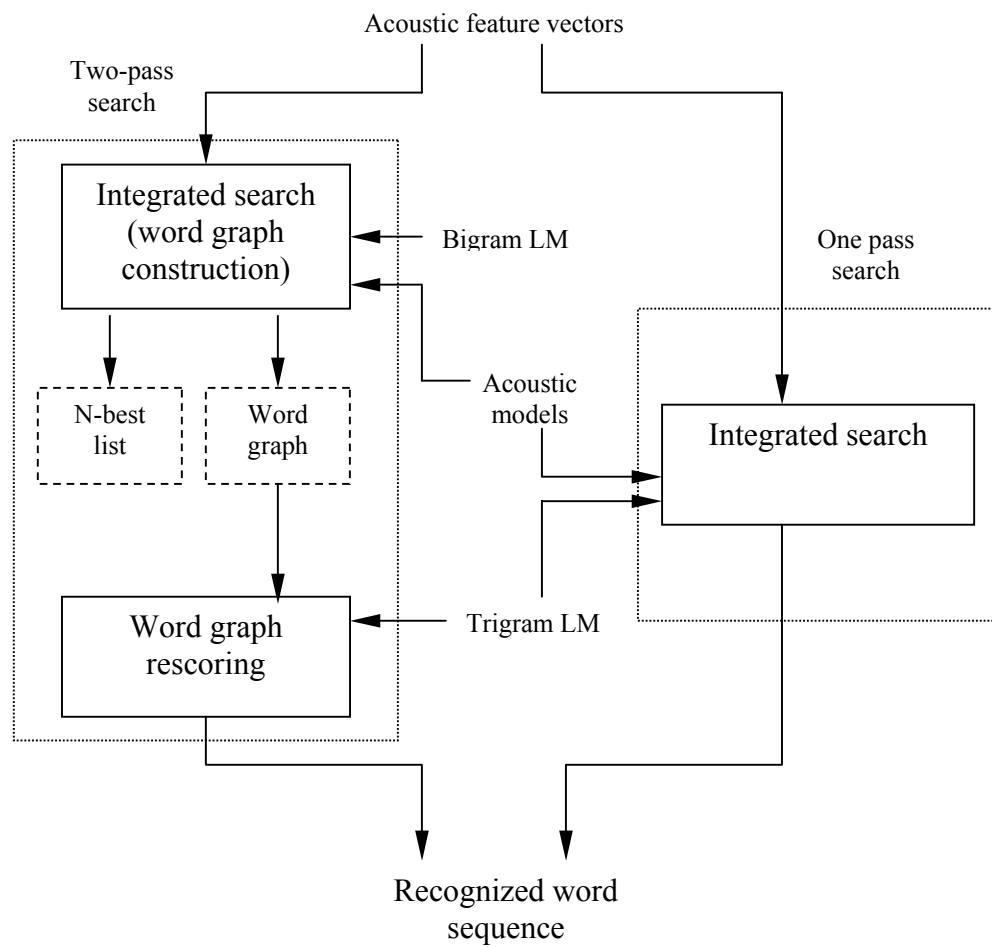 Acoustic feature vectors
Two-pass
search
Integrated search
(word graph
construction)
Bigram LM
One pass
search
N-best
list
Word
graph
Acoustic
models
Integrated search
Word graph
rescoring
Trigram LM
Recognized word
sequence